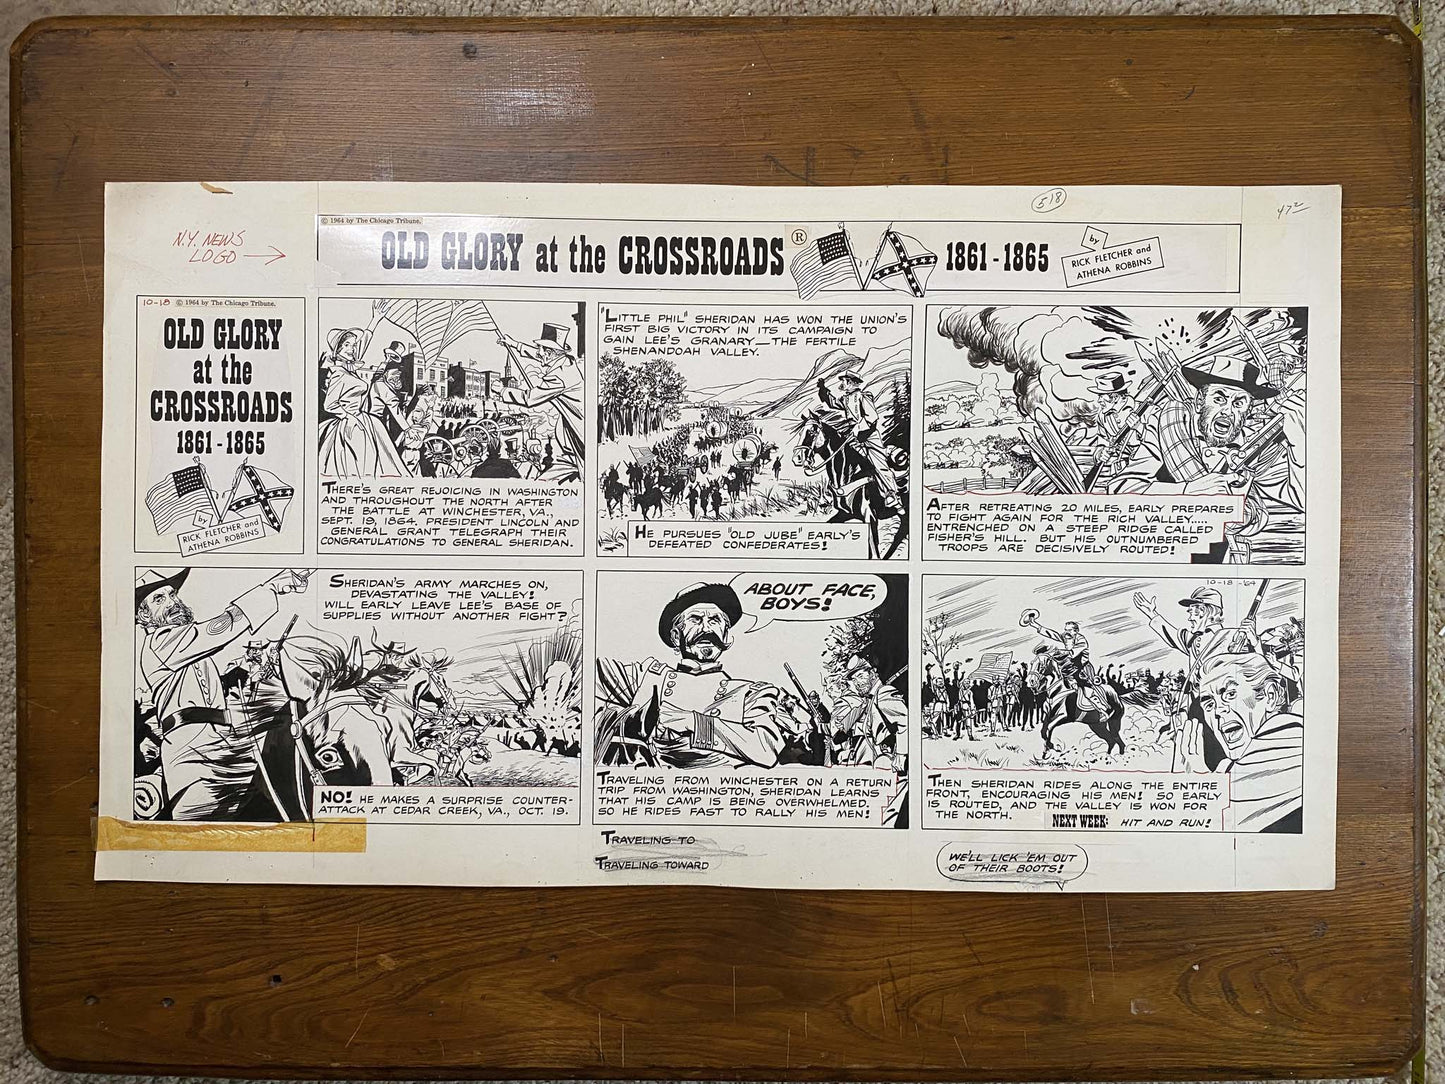 518
47²
N.Y. NEWS
LOGO →
© 1964 by The Chicago Tribune.
OLD GLORY at the CROSSROADS ® 1861-1865
by
RICK FLETCHER and
ATHENA ROBBINS
10-18 © 1964 by The Chicago Tribune.
OLD GLORY
at the
CROSSROADS
1861-1865
by
RICK FLETCHER and
ATHENA ROBBINS
THERE'S GREAT REJOICING IN WASHINGTON
AND THROUGHOUT THE NORTH AFTER
THE BATTLE AT WINCHESTER, VA.,
SEPT. 19, 1864. PRESIDENT LINCOLN AND
GENERAL GRANT TELEGRAPH THEIR
CONGRATULATIONS TO GENERAL SHERIDAN.
"LITTLE PHIL" SHERIDAN HAS WON THE UNION'S
FIRST BIG VICTORY IN ITS CAMPAIGN TO
GAIN LEE'S GRANARY—THE FERTILE
SHENANDOAH VALLEY.
HE PURSUES "OLD JUBE" EARLY'S
DEFEATED CONFEDERATES!
AFTER RETREATING 20 MILES, EARLY PREPARES
TO FIGHT AGAIN FOR THE RICH VALLEY....
ENTRENCHED ON A STEEP RIDGE CALLED
FISHER'S HILL. BUT HIS OUTNUMBERED
TROOPS ARE DECISIVELY ROUTED!
SHERIDAN'S ARMY MARCHES ON,
DEVASTATING THE VALLEY!
WILL EARLY LEAVE LEE'S BASE OF
SUPPLIES WITHOUT ANOTHER FIGHT?
NO! HE MAKES A SURPRISE COUNTER-
ATTACK AT CEDAR CREEK, VA., OCT. 19.
ABOUT FACE,
BOYS!
TRAVELING FROM WINCHESTER ON A RETURN
TRIP FROM WASHINGTON, SHERIDAN LEARNS
THAT HIS CAMP IS BEING OVERWHELMED.
SO HE RIDES FAST TO RALLY HIS MEN!
10-18-'64
THEN SHERIDAN RIDES ALONG THE ENTIRE
FRONT, ENCOURAGING HIS MEN! SO EARLY
IS ROUTED, AND THE VALLEY IS WON FOR
THE NORTH. NEXT WEEK: HIT AND RUN!
TRAVELING TO
TRAVELING TOWARD
WE'LL LICK 'EM OUT
OF THEIR BOOTS!